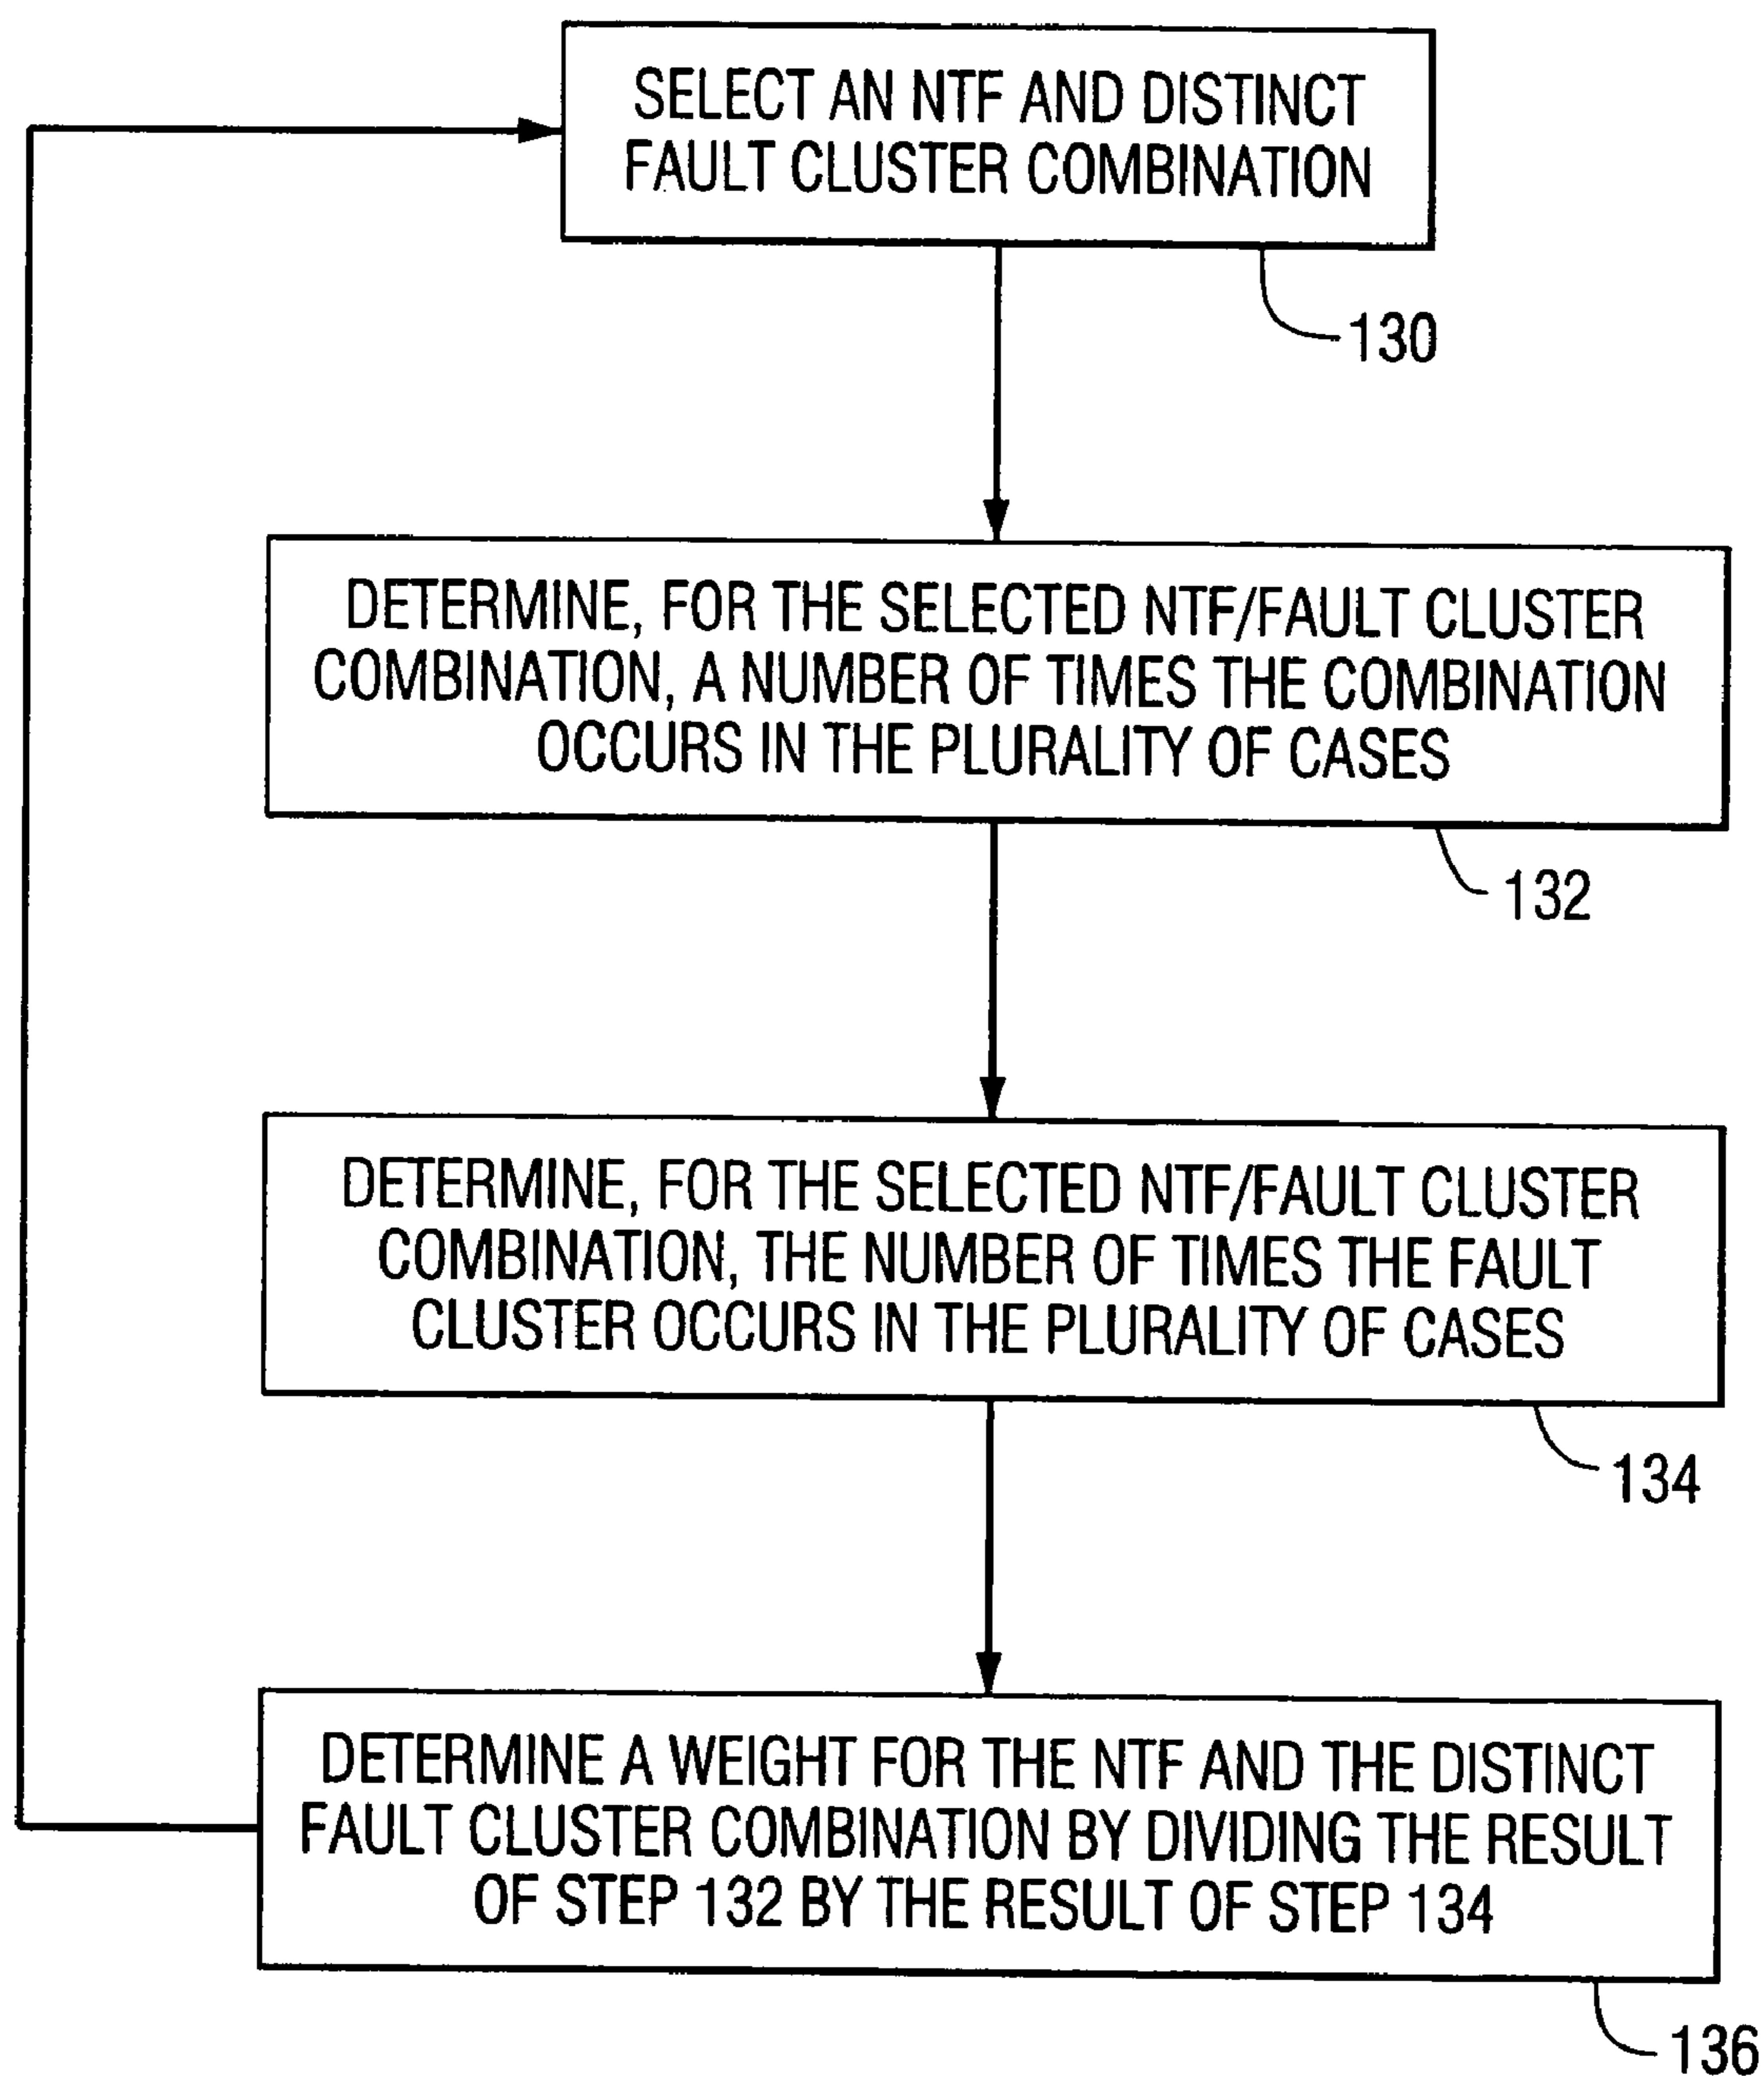 SELECT AN NTF AND DISTINCT
FAULT CLUSTER COMBINATION
130
DETERMINE, FOR THE SELECTED NTF/FAULT CLUSTER
COMBINATION, A NUMBER OF TIMES THE COMBINATION
OCCURS IN THE PLURALITY OF CASES
132
DETERMINE, FOR THE SELECTED NTF/FAULT CLUSTER
COMBINATION, THE NUMBER OF TIMES THE FAULT
CLUSTER OCCURS IN THE PLURALITY OF CASES
134
DETERMINE A WEIGHT FOR THE NTF AND THE DISTINCT
FAULT CLUSTER COMBINATION BY DIVIDING THE RESULT
OF STEP 132 BY THE RESULT OF STEP 134
136